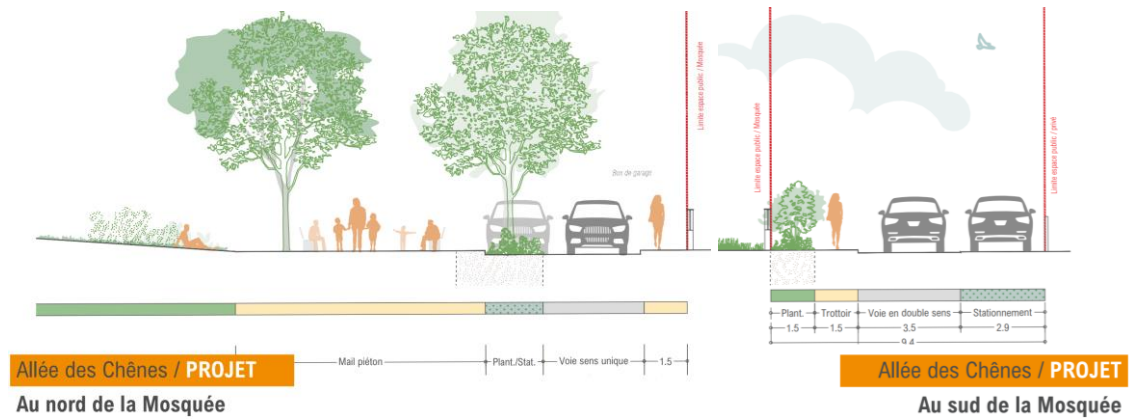 Limite espace public / Mosquée
Box de garage
Mail piéton
Plant./Stat.
Voie sens unique
1.5
Allée des Chênes / PROJET
Au nord de la Mosquée
Limite espace public / Mosquée
Limite espace public / privé
Plant.
Trottoir
Voie en double sens
Stationnement
1.5
1.5
3.5
2.9
9.4
Allée des Chênes / PROJET
Au sud de la Mosquée